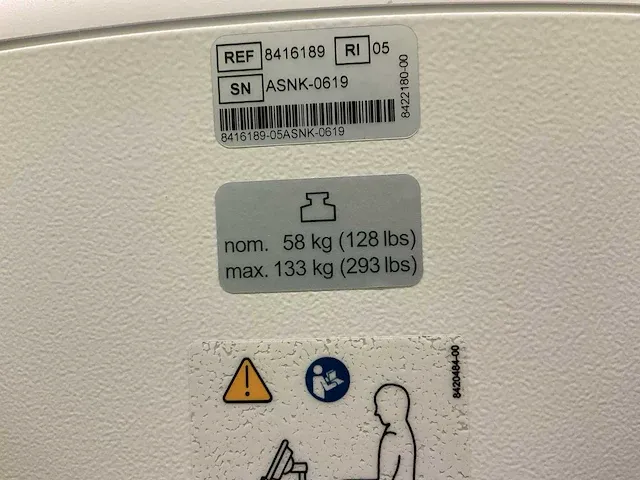 REF 8416189 RI 05
SN ASNK-0619
8416189-05ASNK-0619
8422180-00
nom. 58 kg (128 lbs)
max. 133 kg (293 lbs)
8420484-00